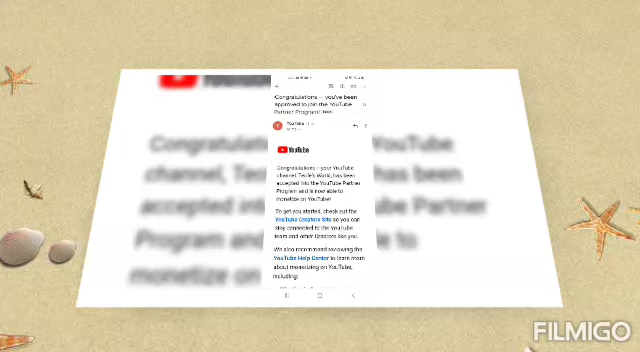 Congratulations – you've been
approved to join the YouTube
Partner Program!
YouTube
YouTube
Congratulations – your YouTube
channel, Tecife's World, has been
accepted into the YouTube Partner
Program and is now able to
monetize on YouTube!
To get you started, check out the
YouTube Creators Site so you can
stay connected to the YouTube
team and other Creators like you.
We also recommend reviewing the
YouTube Help Center to learn more
about monetizing on YouTube,
including:
FILMIGO